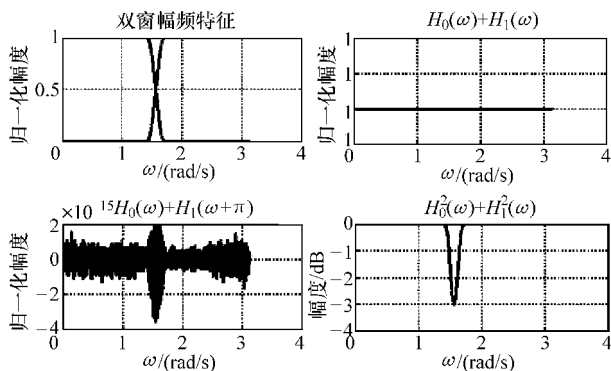 双窗幅频特征
1
0.5
0 1 2 3 4
归一化幅度
ω/(rad/s)
H₀(ω)+H₁(ω)
1
1
1
1
0 1 2 3 4
归一化幅度
ω/(rad/s)
×10 ¹⁵H₀(ω)+H₁(ω+π)
2
0
−2
−4
0 1 2 3 4
归一化幅度
ω/(rad/s)
H₀²(ω)+H₁²(ω)
0
−1
−2
−3
−4
0 1 2 3 4
幅度/dB
ω/(rad/s)